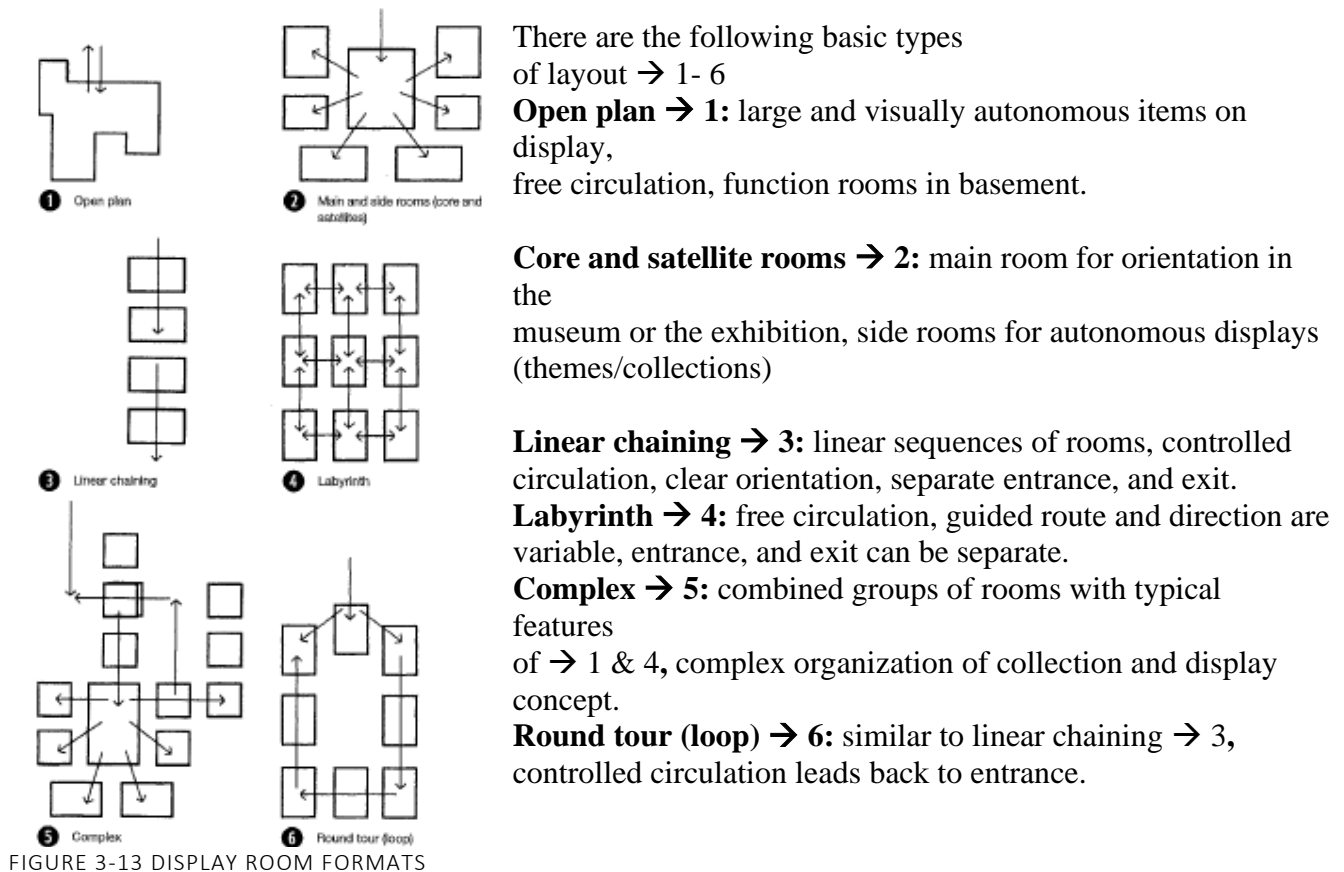 There are the following basic types
of layout → 1- 6
Open plan → 1: large and visually autonomous items on
display,
free circulation, function rooms in basement.
Core and satellite rooms → 2: main room for orientation in
the
museum or the exhibition, side rooms for autonomous displays
(themes/collections)
Linear chaining → 3: linear sequences of rooms, controlled
circulation, clear orientation, separate entrance, and exit.
Labyrinth → 4: free circulation, guided route and direction are
variable, entrance, and exit can be separate.
Complex → 5: combined groups of rooms with typical
features
of → 1 & 4, complex organization of collection and display
concept.
Round tour (loop) → 6: similar to linear chaining → 3,
controlled circulation leads back to entrance.
1 Open plan
2 Main and side rooms (core and
satellites)
3 Linear chaining
4 Labyrinth
5 Complex
6 Round tour (loop)
FIGURE 3-13 DISPLAY ROOM FORMATS